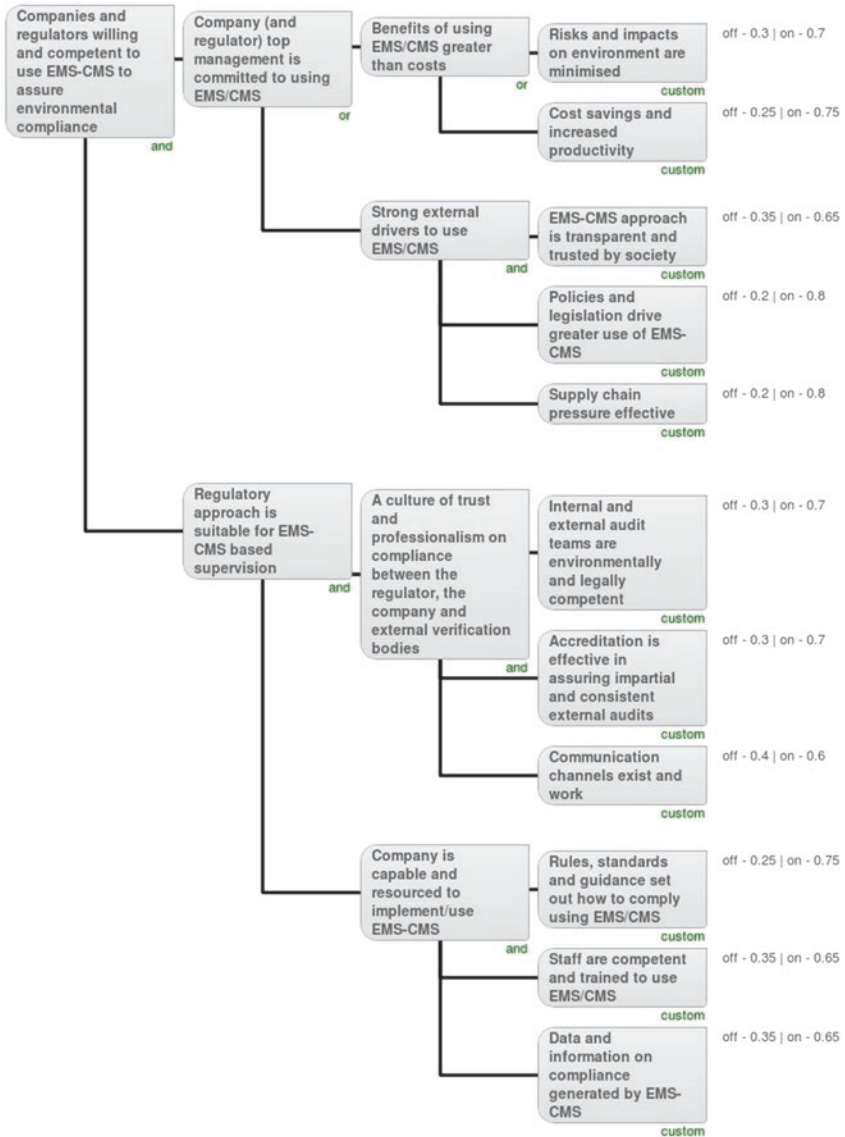 Companies and
regulators willing
and competent to
use EMS-CMS to
assure
environmental
compliance
and
Company (and
regulator) top
management is
committed to using
EMS/CMS
or
Benefits of using
EMS/CMS greater
than costs
or
Risks and impacts
on environment are
minimised
custom
off - 0.3 | on - 0.7
Cost savings and
increased
productivity
custom
off - 0.25 | on - 0.75
Strong external
drivers to use
EMS/CMS
and
EMS-CMS approach
is transparent and
trusted by society
custom
off - 0.35 | on - 0.65
Policies and
legislation drive
greater use of EMS-
CMS
custom
off - 0.2 | on - 0.8
Supply chain
pressure effective
custom
off - 0.2 | on - 0.8
Regulatory
approach is
suitable for EMS-
CMS based
supervision
and
A culture of trust
and
professionalism on
compliance
between the
regulator, the
company and
external verification
bodies
and
Internal and
external audit
teams are
environmentally
and legally
competent
custom
off - 0.3 | on - 0.7
Accreditation is
effective in
assuring impartial
and consistent
external audits
custom
off - 0.3 | on - 0.7
Communication
channels exist and
work
custom
off - 0.4 | on - 0.6
Company is
capable and
resourced to
implement/use
EMS-CMS
and
Rules, standards
and guidance set
out how to comply
using EMS/CMS
custom
off - 0.25 | on - 0.75
Staff are competent
and trained to use
EMS/CMS
custom
off - 0.35 | on - 0.65
Data and
information on
compliance
generated by EMS-
CMS
custom
off - 0.35 | on - 0.65